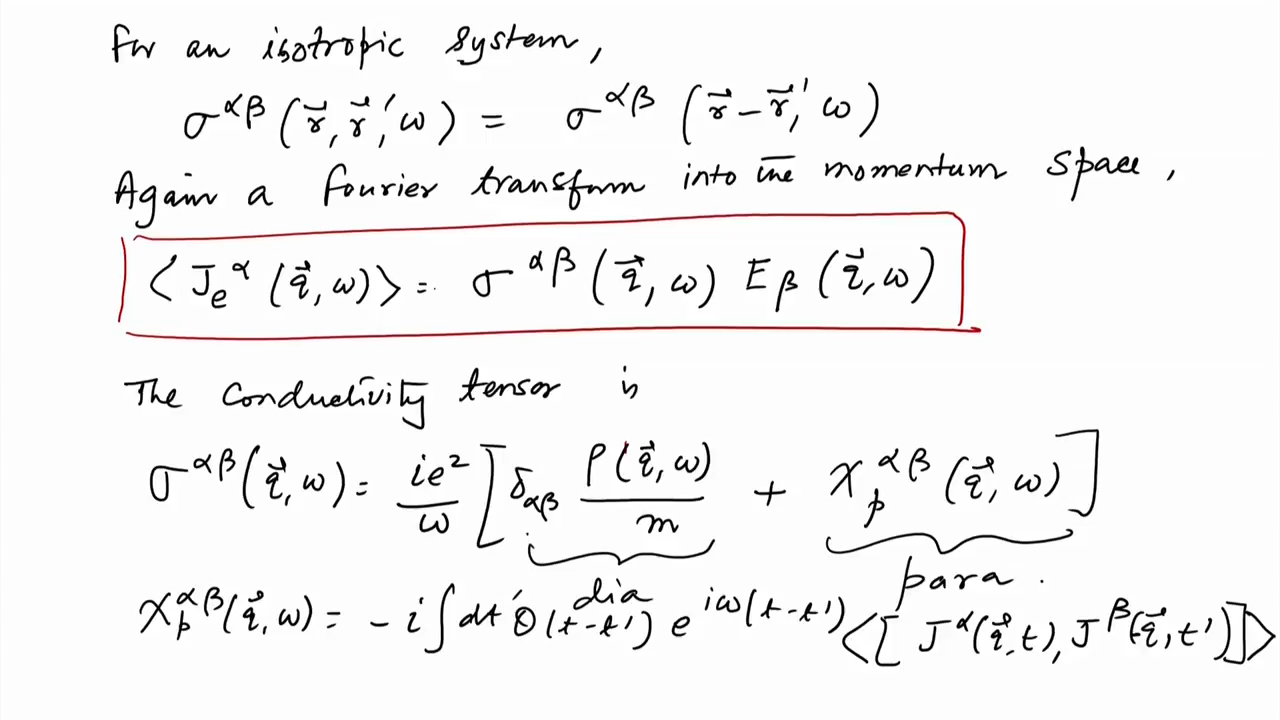 For an isotropic system,
σ^{αβ}(r⃗, r⃗′, ω) = σ^{αβ}(r⃗ − r⃗′, ω)
Again a Fourier transform into the momentum space,
⟨J_e^α(q⃗, ω)⟩ = σ^{αβ}(q⃗, ω) E_β(q⃗, ω)
The conductivity tensor is
σ^{αβ}(q⃗, ω) = ie²/ω [δ_{αβ} ρ(q⃗, ω)/m + χ_p^{αβ}(q⃗, ω)]
dia para.
χ_p^{αβ}(q⃗, ω) = −i ∫dt′ Θ(t−t′) e^{iω(t−t′)} ⟨[J^α(q⃗, t), J^β(q⃗, t′)]⟩